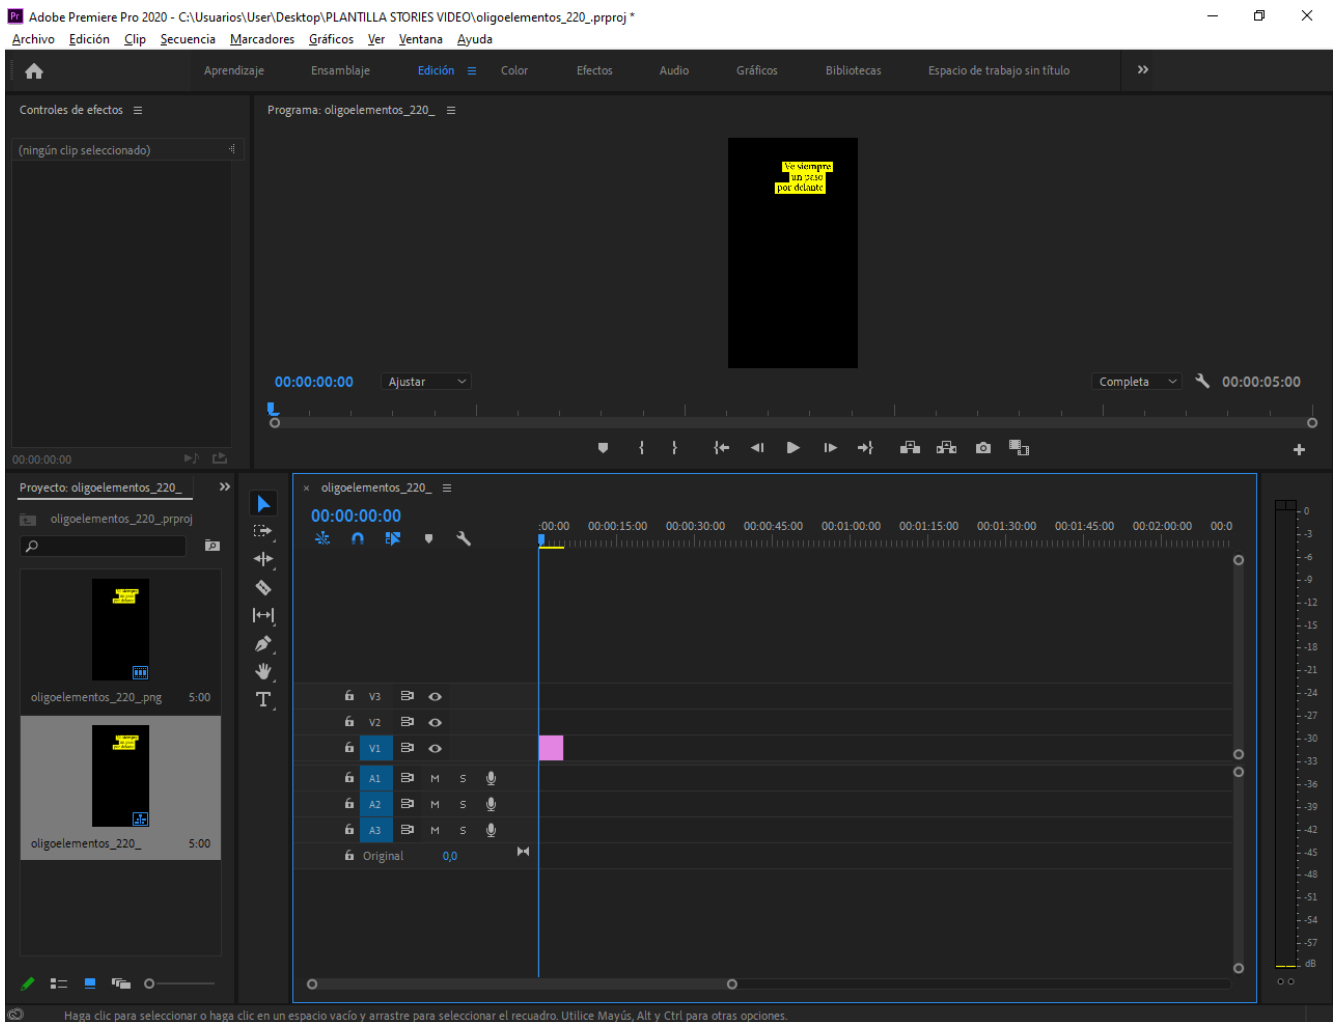 Pr Adobe Premiere Pro 2020 - C:\Usuarios\User\Desktop\PLANTILLA STORIES VIDEO\oligoelementos_220_.prproj *
Archivo Edición Clip Secuencia Marcadores Gráficos Ver Ventana Ayuda
Aprendizaje Ensamblaje Edición Color Efectos Audio Gráficos Bibliotecas Espacio de trabajo sin título
Controles de efectos
(ningún clip seleccionado)
00:00:00:00
Programa: oligoelementos_220_
Ve siempre
un paso
por delante
00:00:00:00 Ajustar Completa 00:00:05:00
Proyecto: oligoelementos_220_
oligoelementos_220_.prproj
oligoelementos_220_.png 5:00
oligoelementos_220_ 5:00
T
× oligoelementos_220_
00:00:00:00
:00:00 00:00:15:00 00:00:30:00 00:00:45:00 00:01:00:00 00:01:15:00 00:01:30:00 00:01:45:00 00:02:00:00 00:0
V3
V2
V1
A1 M S
A2 M S
A3 M S
Original 0,0
0
-3
-6
-9
-12
-15
-18
-21
-24
-27
-30
-33
-36
-39
-42
-45
-48
-51
-54
-57
dB
Haga clic para seleccionar o haga clic en un espacio vacío y arrastre para seleccionar el recuadro. Utilice Mayús, Alt y Ctrl para otras opciones.